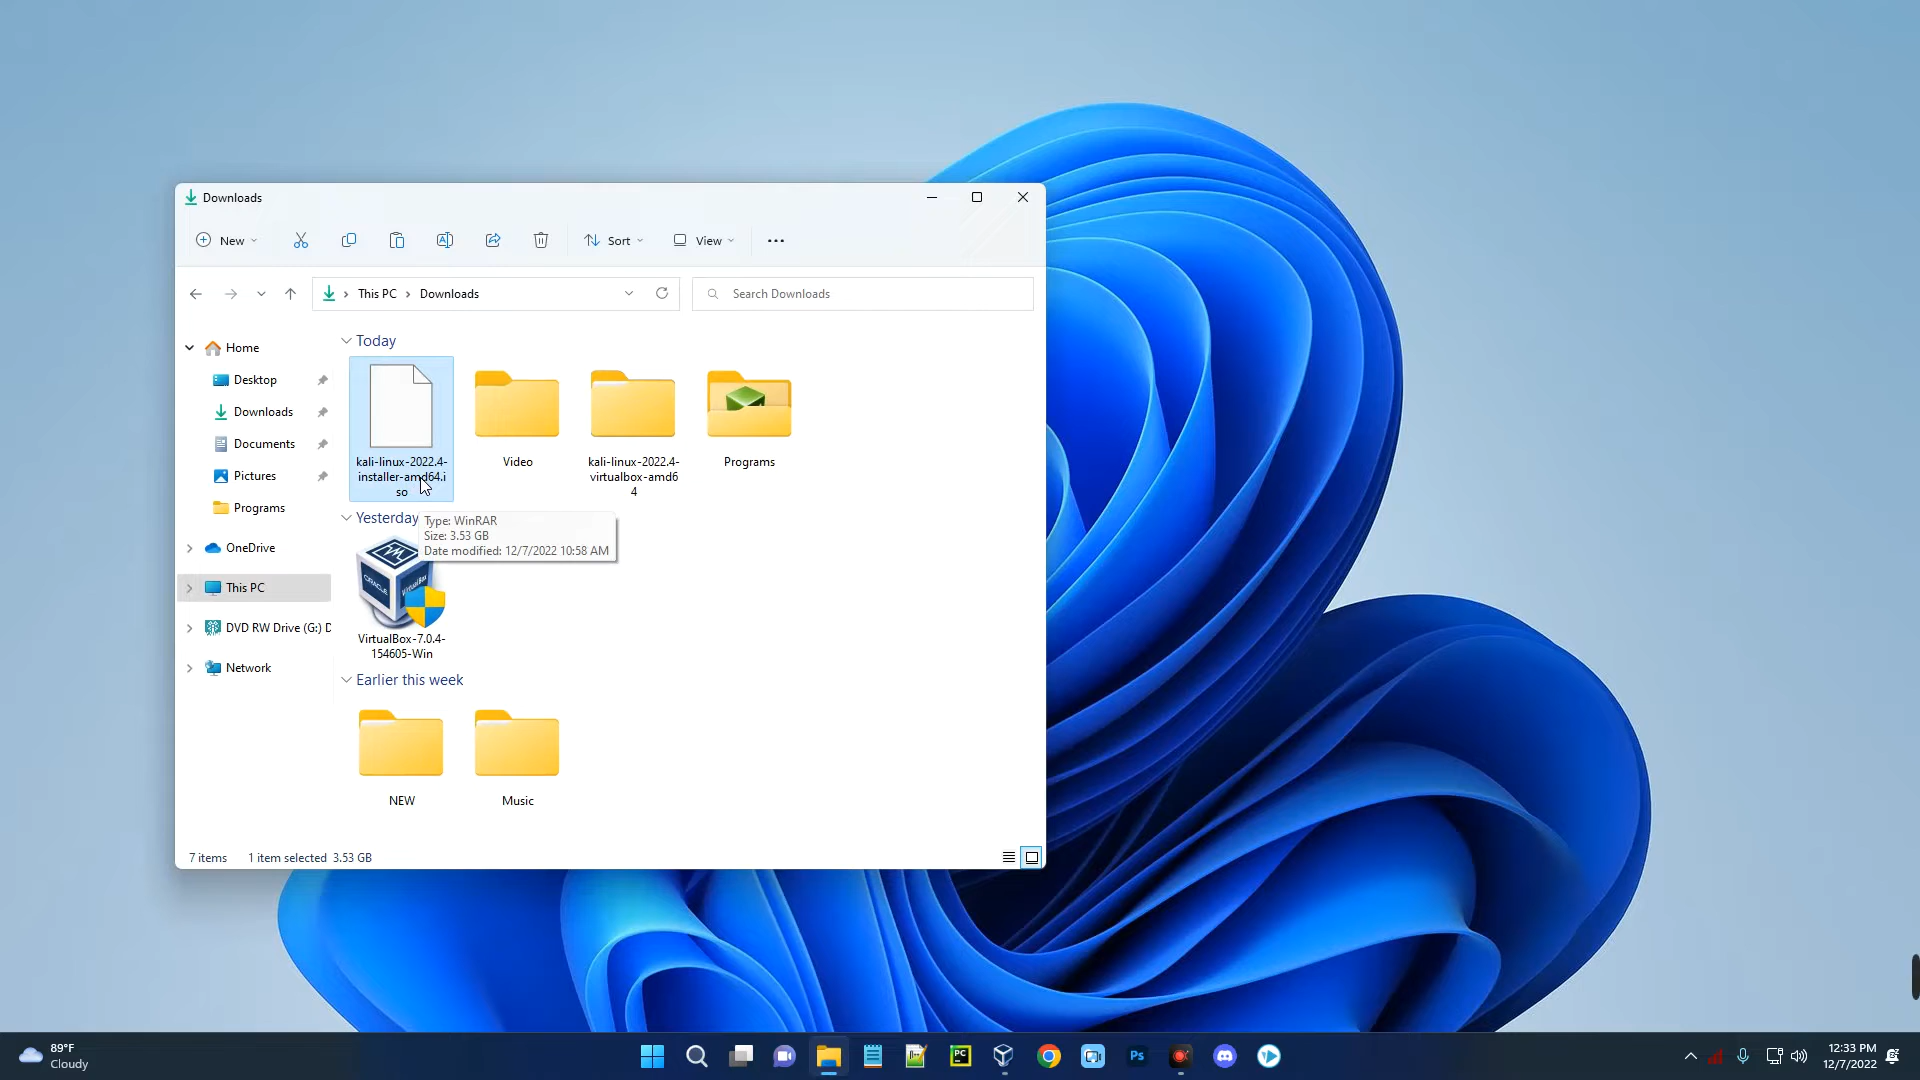 Downloads
New
Sort
View
This PC
Downloads
Search Downloads
Home
Desktop
Downloads
Documents
Pictures
Programs
OneDrive
This PC
DVD RW Drive (G:) D
Network
Today
kali-linux-2022.4-
installer-amd64.i
so
Video
kali-linux-2022.4-
virtualbox-amd6
4
Programs
Yesterday
Type: WinRAR
Size: 3.53 GB
Date modified: 12/7/2022 10:58 AM
ORACLE
VirtualBox
VirtualBox-7.0.4-
154605-Win
Earlier this week
NEW
Music
7 items
1 item selected 3.53 GB
89°F
Cloudy
PC
Ps
12:33 PM
12/7/2022